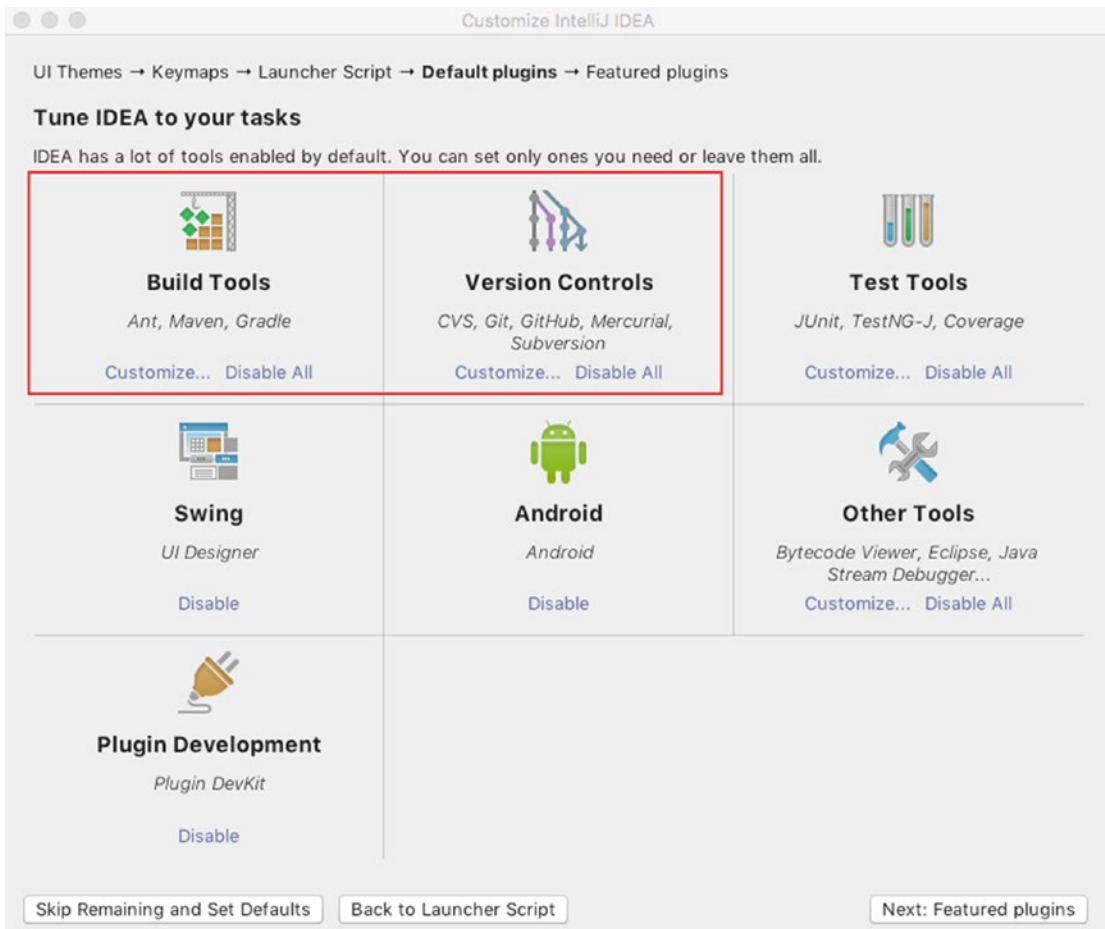 Customize IntelliJ IDEA
UI Themes → Keymaps → Launcher Script → Default plugins → Featured plugins
Tune IDEA to your tasks
IDEA has a lot of tools enabled by default. You can set only ones you need or leave them all.
Build Tools
Ant, Maven, Gradle
Customize... Disable All
Version Controls
CVS, Git, GitHub, Mercurial,
Subversion
Customize... Disable All
Test Tools
JUnit, TestNG-J, Coverage
Customize... Disable All
Swing
UI Designer
Disable
Android
Android
Disable
Other Tools
Bytecode Viewer, Eclipse, Java
Stream Debugger...
Customize... Disable All
Plugin Development
Plugin DevKit
Disable
Skip Remaining and Set Defaults
Back to Launcher Script
Next: Featured plugins